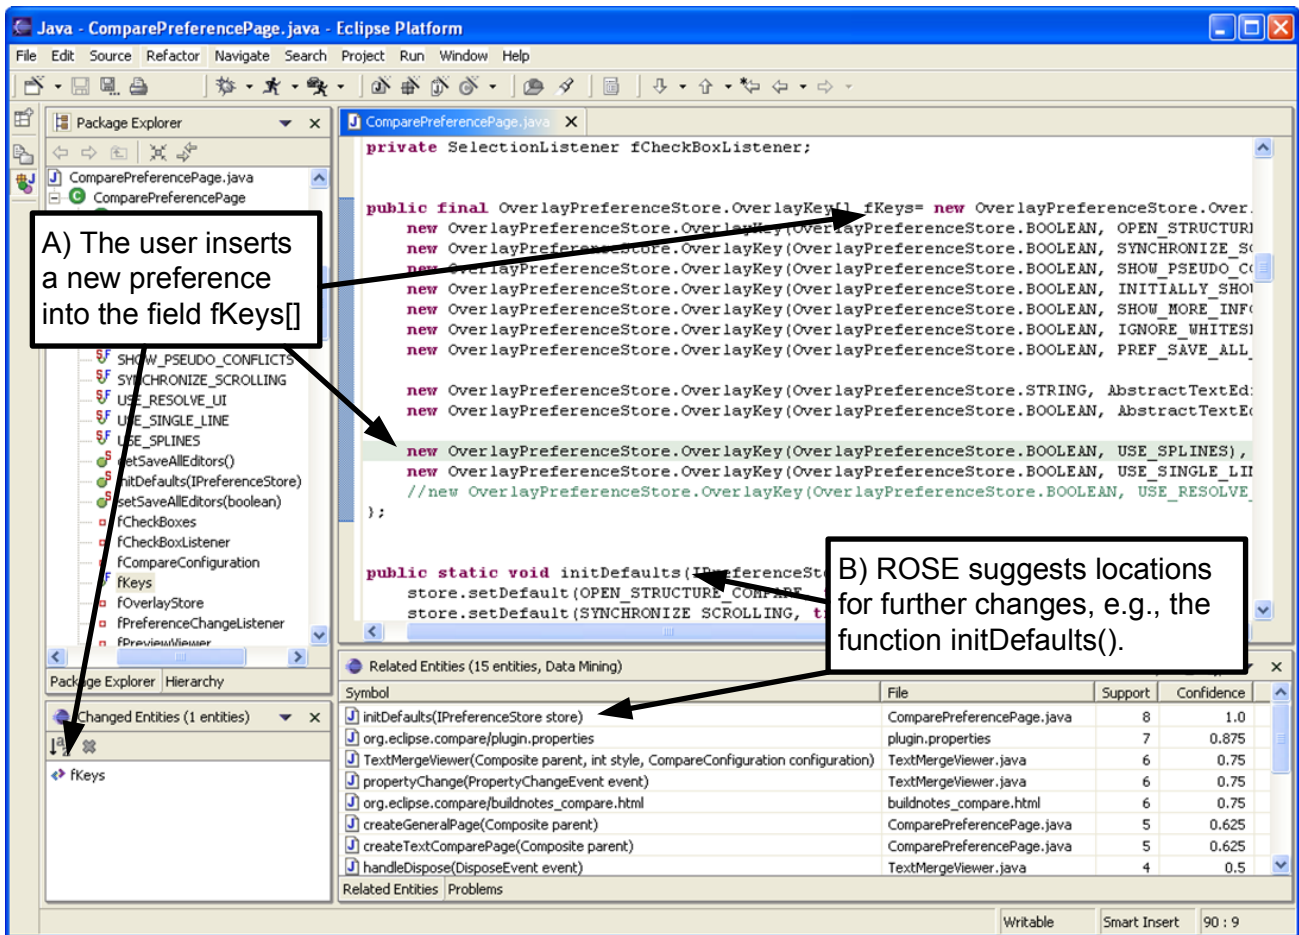 Java - ComparePreferencePage.java - Eclipse Platform
File Edit Source Refactor Navigate Search Project Run Window Help
Package Explorer
ComparePreferencePage.java
ComparePreferencePage
A) The user inserts
a new preference
into the field fKeys[]
SHOW_PSEUDO_CONFLICTS
SYNCHRONIZE_SCROLLING
USE_RESOLVE_UI
USE_SINGLE_LINE
USE_SPLINES
getSaveAllEditors()
initDefaults(IPreferenceStore)
setSaveAllEditors(boolean)
fCheckBoxes
fCheckBoxListener
fCompareConfiguration
fKeys
fOverlayStore
fPreferenceChangeListener
fPreviewViewer
Package Explorer Hierarchy
Changed Entities (1 entities)
fKeys
ComparePreferencePage.java
private SelectionListener fCheckBoxListener;
public final OverlayPreferenceStore.OverlayKey[] fKeys= new OverlayPreferenceStore.Over
new OverlayPreferenceStore.OverlayKey(OverlayPreferenceStore.BOOLEAN, OPEN_STRUCTUR
new OverlayPreferenceStore.OverlayKey(OverlayPreferenceStore.BOOLEAN, SYNCHRONIZE_S
new OverlayPreferenceStore.OverlayKey(OverlayPreferenceStore.BOOLEAN, SHOW_PSEUDO_C
new OverlayPreferenceStore.OverlayKey(OverlayPreferenceStore.BOOLEAN, INITIALLY_SHO
new OverlayPreferenceStore.OverlayKey(OverlayPreferenceStore.BOOLEAN, SHOW_MORE_INF
new OverlayPreferenceStore.OverlayKey(OverlayPreferenceStore.BOOLEAN, IGNORE_WHITES
new OverlayPreferenceStore.OverlayKey(OverlayPreferenceStore.BOOLEAN, PREF_SAVE_ALL_
new OverlayPreferenceStore.OverlayKey(OverlayPreferenceStore.STRING, AbstractTextEd
new OverlayPreferenceStore.OverlayKey(OverlayPreferenceStore.BOOLEAN, AbstractTextE
new OverlayPreferenceStore.OverlayKey(OverlayPreferenceStore.BOOLEAN, USE_SPLINES),
new OverlayPreferenceStore.OverlayKey(OverlayPreferenceStore.BOOLEAN, USE_SINGLE_LI
//new OverlayPreferenceStore.OverlayKey(OverlayPreferenceStore.BOOLEAN, USE_RESOLVE_
};
public static void initDefaults(IPreferenceSto
store.setDefault(OPEN_STRUCTURE_COMPARE,
store.setDefault(SYNCHRONIZE_SCROLLING, t
B) ROSE suggests locations
for further changes, e.g., the
function initDefaults().
Related Entities (15 entities, Data Mining)
Symbol File Support Confidence
initDefaults(IPreferenceStore store) ComparePreferencePage.java 8 1.0
org.eclipse.compare/plugin.properties plugin.properties 7 0.875
TextMergeViewer(Composite parent, int style, CompareConfiguration configuration) TextMergeViewer.java 6 0.75
propertyChange(PropertyChangeEvent event) TextMergeViewer.java 6 0.75
org.eclipse.compare/buildnotes_compare.html buildnotes_compare.html 6 0.75
createGeneralPage(Composite parent) ComparePreferencePage.java 5 0.625
createTextComparePage(Composite parent) ComparePreferencePage.java 5 0.625
handleDispose(DisposeEvent event) TextMergeViewer.java 4 0.5
Related Entities Problems
Writable Smart Insert 90 : 9